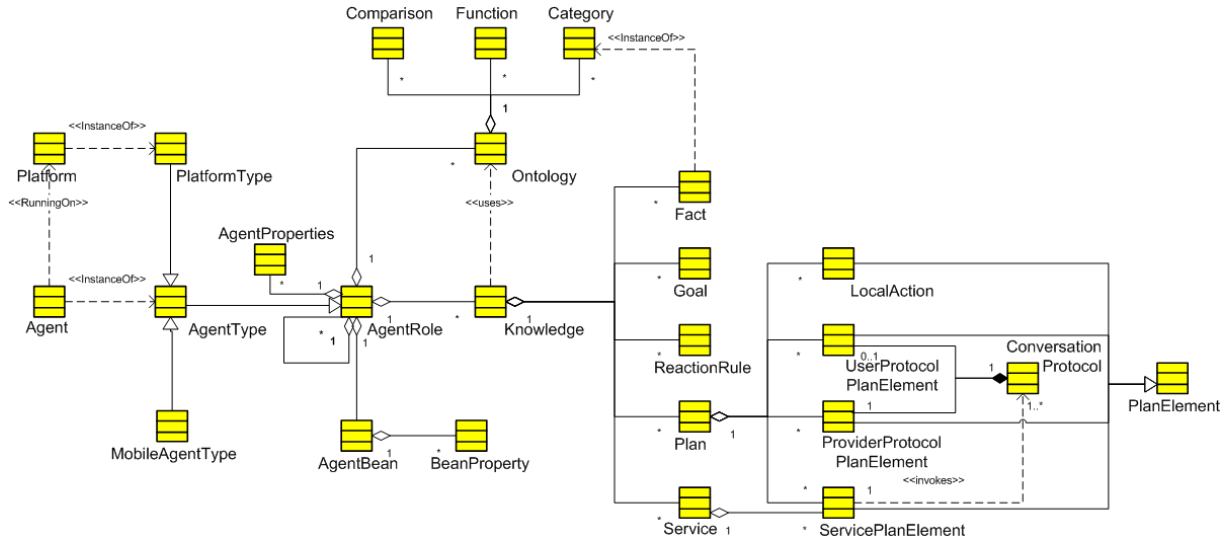 Comparison Function Category
<<InstanceOf>>
* * *
1
<<InstanceOf>>
Platform PlatformType * Ontology
<<RunningOn>> <<uses>>
* Fact
AgentProperties
1
<<InstanceOf>>
* 1
* Goal * LocalAction
Agent AgentType AgentRole 1 * Knowledge 1
* 1 1
* ReactionRule * 0..1 UserProtocol
PlanElement
Conversation
Protocol
1
1..*
PlanElement
MobileAgentType
AgentBean 1 * BeanProperty
* Plan 1 * 1 ProviderProtocol
PlanElement
<<invokes>>
1
* Service 1 * ServicePlanElement